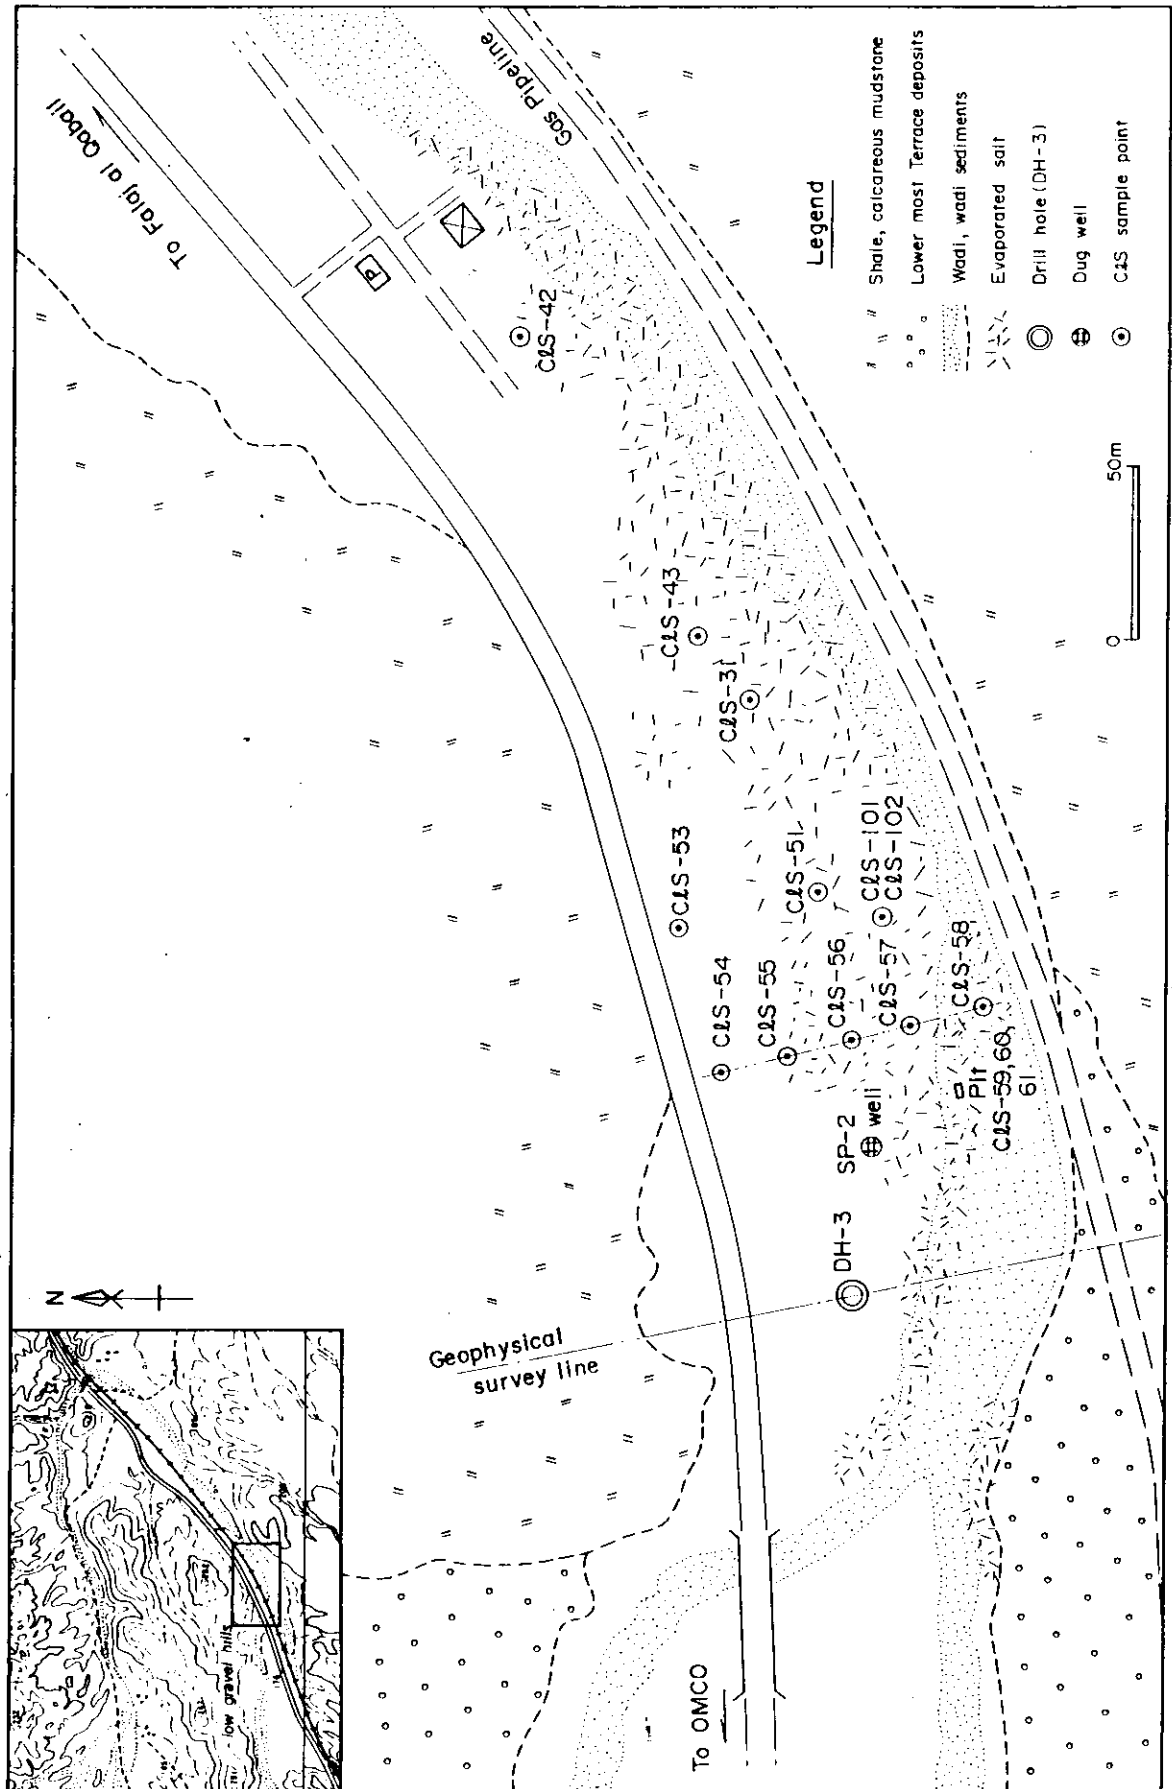 N
low gravel hills
To Falaj al Qabail
Gas Pipeline
P
CℓS-42
CℓS-43
CℓS-31
CℓS-53
CℓS-54
CℓS-55
CℓS-51
CℓS-56
CℓS-101
CℓS-102
CℓS-57
CℓS-58
SP-2
well
Pit
CℓS-59,60,
61
DH-3
Geophysical
survey line
To OMCO
Legend
Shale, calcareous mudstone
Lower most Terrace deposits
Wadi, wadi sediments
Evaporated salt
Drill hole (DH-3)
Dug well
CℓS sample point
0 50m